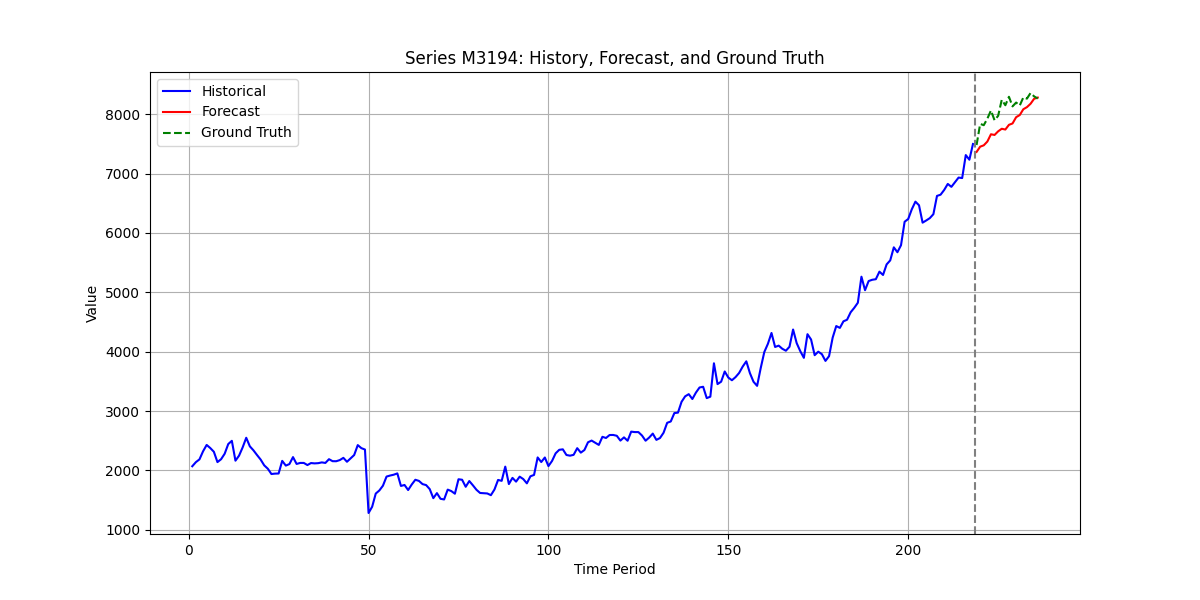 Series M3194: History, Forecast, and Ground Truth
Historical
Forecast
Ground Truth
8000
7000
6000
5000
4000
3000
2000
1000
Value
0 50 100 150 200
Time Period